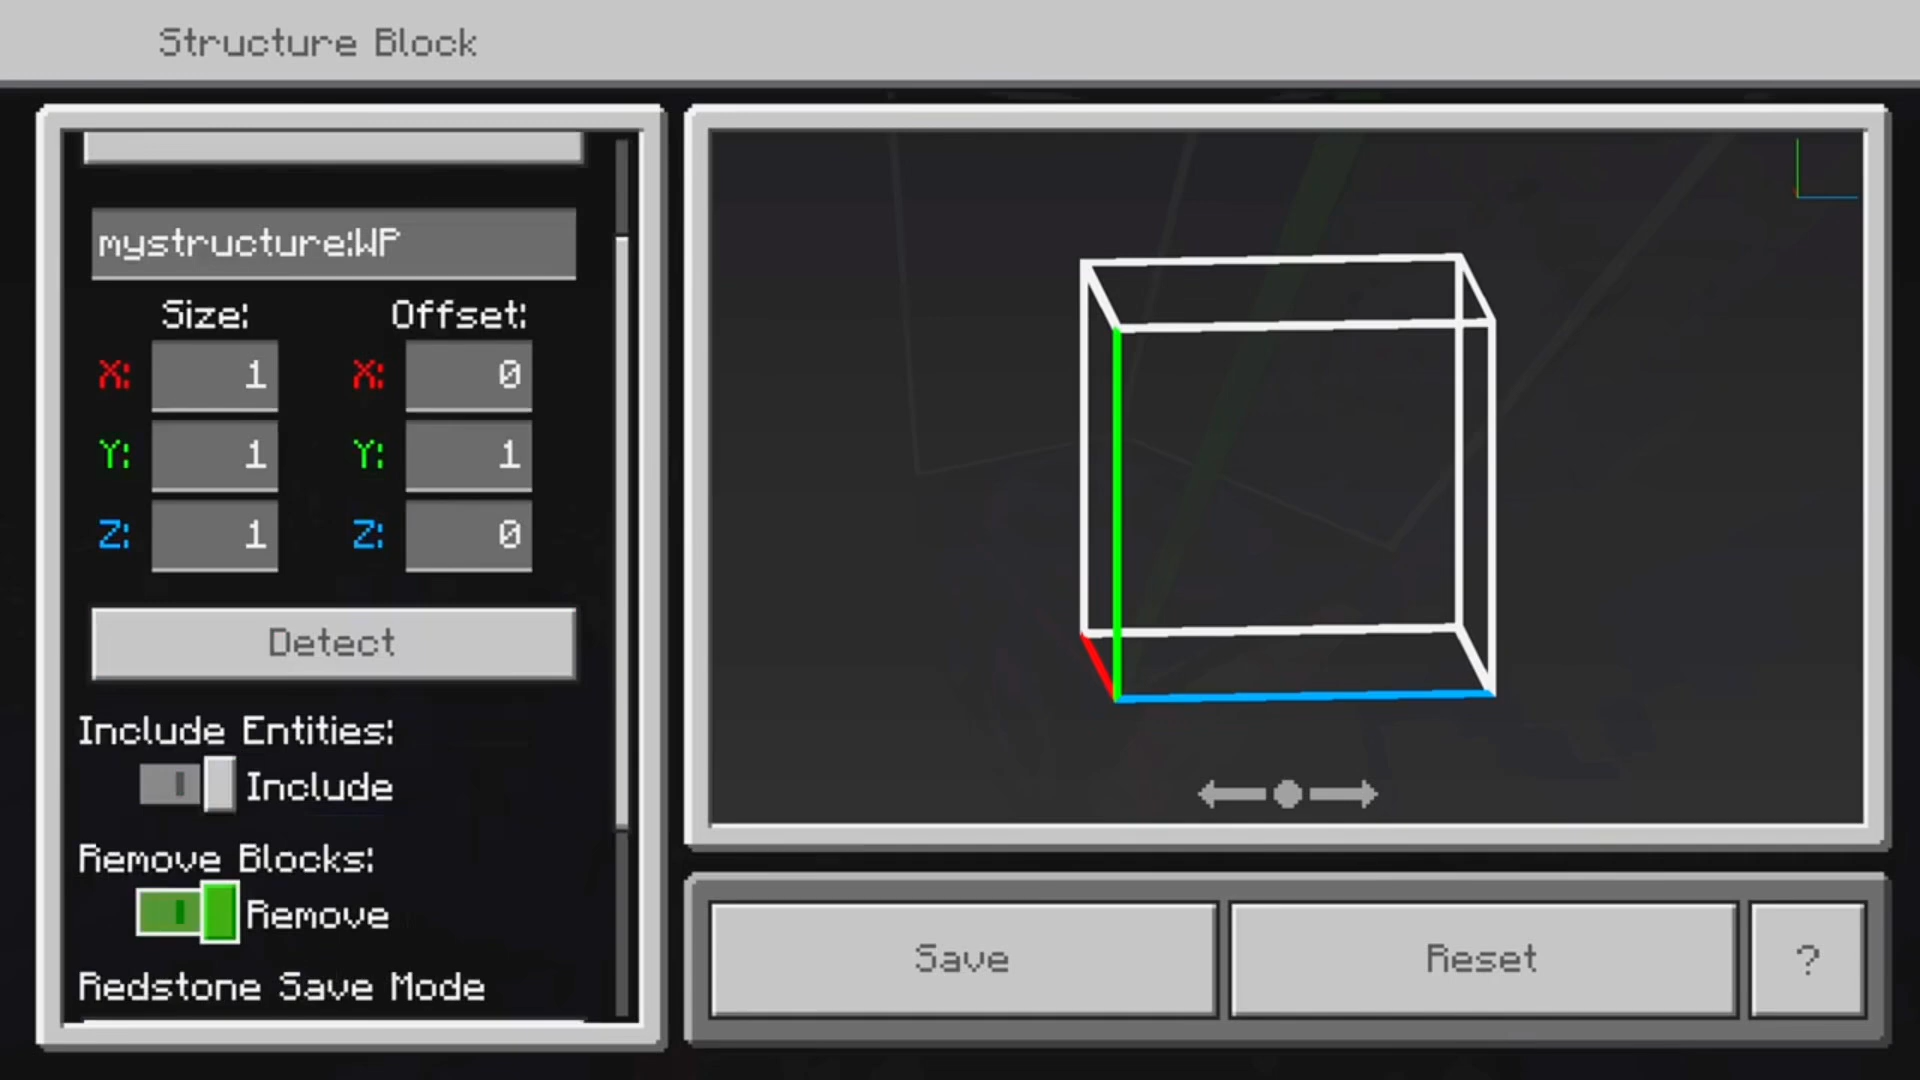 Structure Block
mystructure:WP
Size: Offset:
X: 1 X: 0
Y: 1 Y: 1
Z: 1 Z: 0
Detect
Include Entities:
Include
Remove Blocks:
Remove
Redstone Save Mode
Save Reset ?